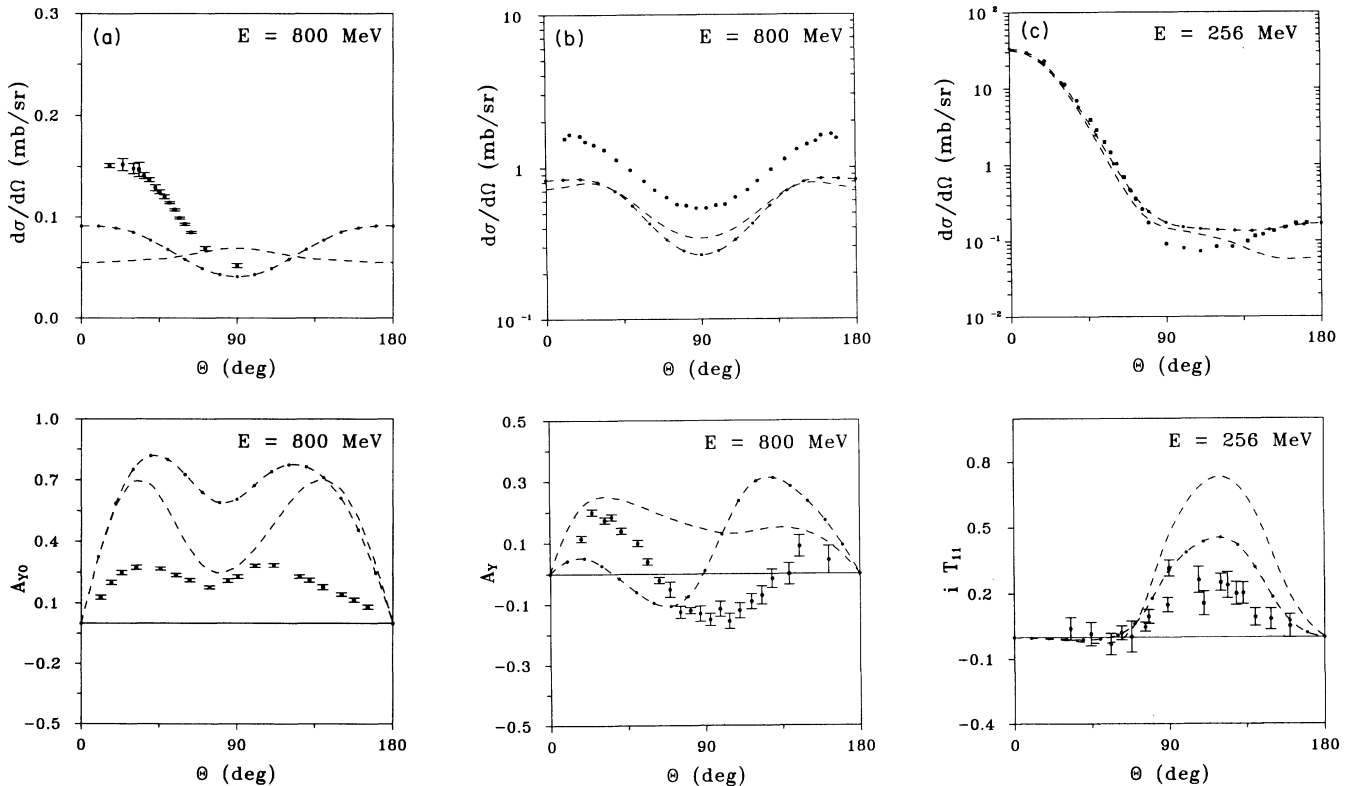 (a)
E = 800 MeV
dσ/dΩ (mb/sr)
0.3
0.2
0.1
0.0
0
90
180
Θ (deg)
(b)
E = 800 MeV
dσ/dΩ (mb/sr)
10
1
10⁻¹
0
90
180
Θ (deg)
(c)
E = 256 MeV
dσ/dΩ (mb/sr)
10²
10
1
10⁻¹
10⁻²
0
90
180
Θ (deg)
E = 800 MeV
A_Y0
1.0
0.7
0.4
0.1
−0.2
−0.5
0
90
180
Θ (deg)
E = 800 MeV
A_Y
0.5
0.3
0.1
−0.1
−0.3
−0.5
0
90
180
Θ (deg)
E = 256 MeV
i T₁₁
0.8
0.5
0.2
−0.1
−0.4
0
90
180
Θ (deg)